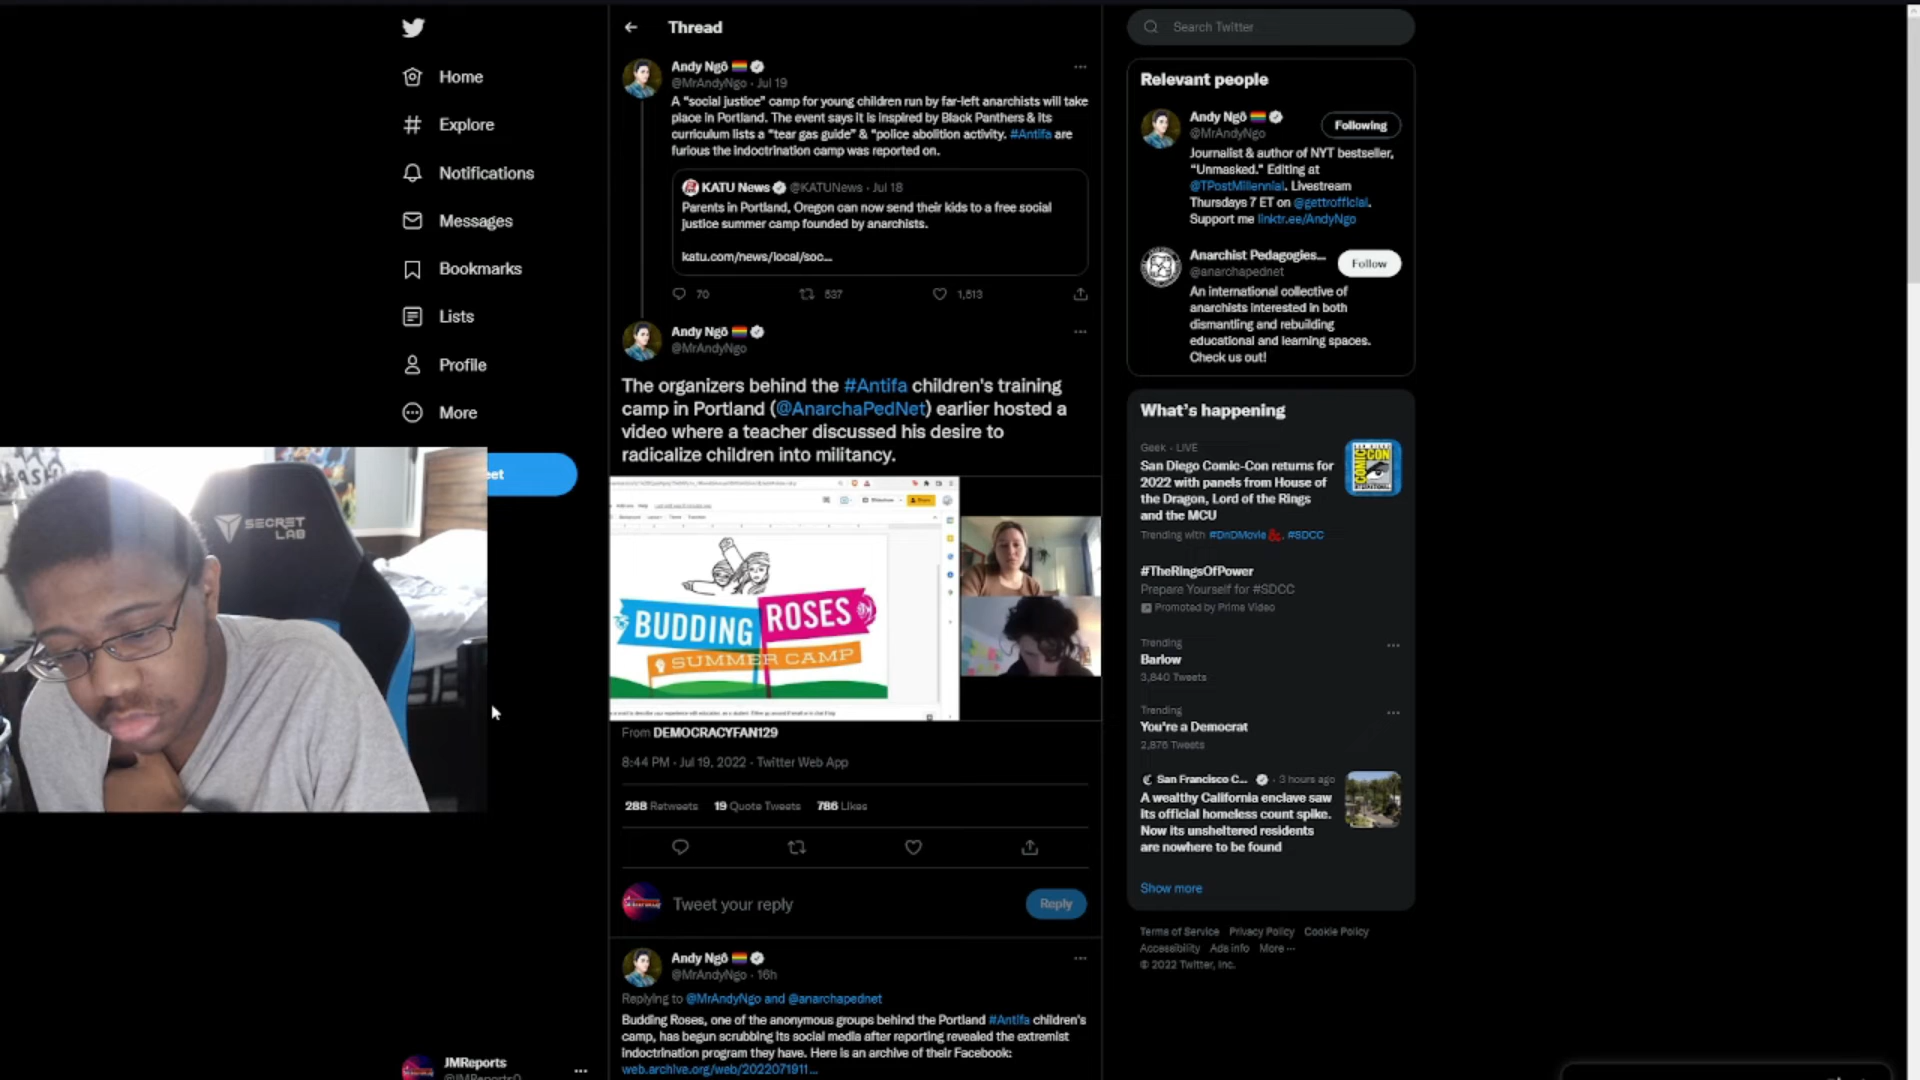 Home
Explore
Notifications
Messages
Bookmarks
Lists
Profile
More
eet
SECRET
LAB
JMReports
Thread
Andy Ngô
@MrAndyNgo · Jul 19
A "social justice" camp for young children run by far-left anarchists will take
place in Portland. The event says it is inspired by Black Panthers & its
curriculum lists a "tear gas guide" & "police abolition activity. #Antifa are
furious the indoctrination camp was reported on.
KATU News @KATUNews · Jul 18
Parents in Portland, Oregon can now send their kids to a free social
justice summer camp founded by anarchists.
katu.com/news/local/soc...
70 537 1,513
Andy Ngô
@MrAndyNgo
The organizers behind the #Antifa children's training
camp in Portland (@AnarchaPedNet) earlier hosted a
video where a teacher discussed his desire to
radicalize children into militancy.
BUDDING
ROSES
SUMMER CAMP
From DEMOCRACYFAN129
8:44 PM · Jul 19, 2022 · Twitter Web App
288 Retweets 19 Quote Tweets 786 Likes
Tweet your reply
Reply
Andy Ngô
@MrAndyNgo · 16h
Replying to @MrAndyNgo and @anarchapednet
Budding Roses, one of the anonymous groups behind the Portland #Antifa children's
camp, has begun scrubbing its social media after reporting revealed the extremist
indoctrination program they have. Here is an archive of their Facebook:
web.archive.org/web/2022071911...
Search Twitter
Relevant people
Andy Ngô
@MrAndyNgo
Following
Journalist & author of NYT bestseller,
"Unmasked." Editing at
@TPostMillennial. Livestream
Thursdays 7 ET on @gettrofficial.
Support me linktr.ee/AndyNgo
Anarchist Pedagogies...
@anarchapednet
Follow
An international collective of
anarchists interested in both
dismantling and rebuilding
educational and learning spaces.
Check us out!
What's happening
Geek · LIVE
San Diego Comic-Con returns for
2022 with panels from House of
the Dragon, Lord of the Rings
and the MCU
Trending with #DnDMovie, #SDCC
COMIC
CON
#TheRingsOfPower
Prepare Yourself for #SDCC
Promoted by Prime Video
Trending
Barlow
3,840 Tweets
Trending
You're a Democrat
2,876 Tweets
San Francisco C... · 3 hours ago
A wealthy California enclave saw
its official homeless count spike.
Now its unsheltered residents
are nowhere to be found
Show more
Terms of Service Privacy Policy Cookie Policy
Accessibility Ads info More ...
© 2022 Twitter, Inc.